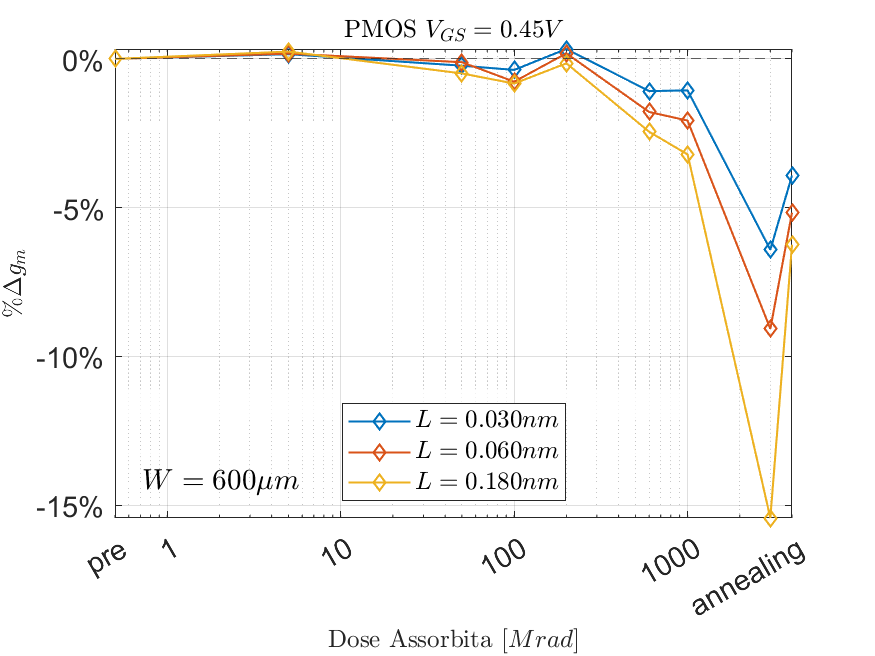 PMOS V_{GS} = 0.45V
0%
-5%
-10%
-15%
%Δg_m
L = 0.030nm
L = 0.060nm
L = 0.180nm
W = 600μm
pre 1 10 100 1000 annealing
Dose Assorbita [Mrad]